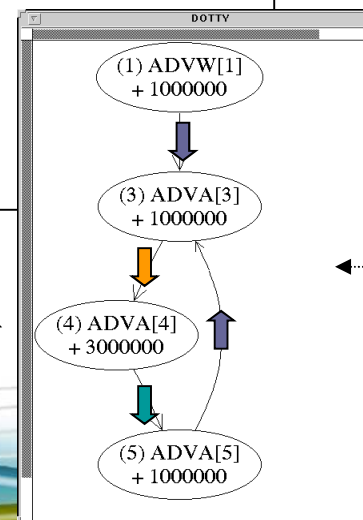 DOTTY
(1) ADVW[1]
+ 1000000
(3) ADVA[3]
+ 1000000
(4) ADVA[4]
+ 3000000
(5) ADVA[5]
+ 1000000